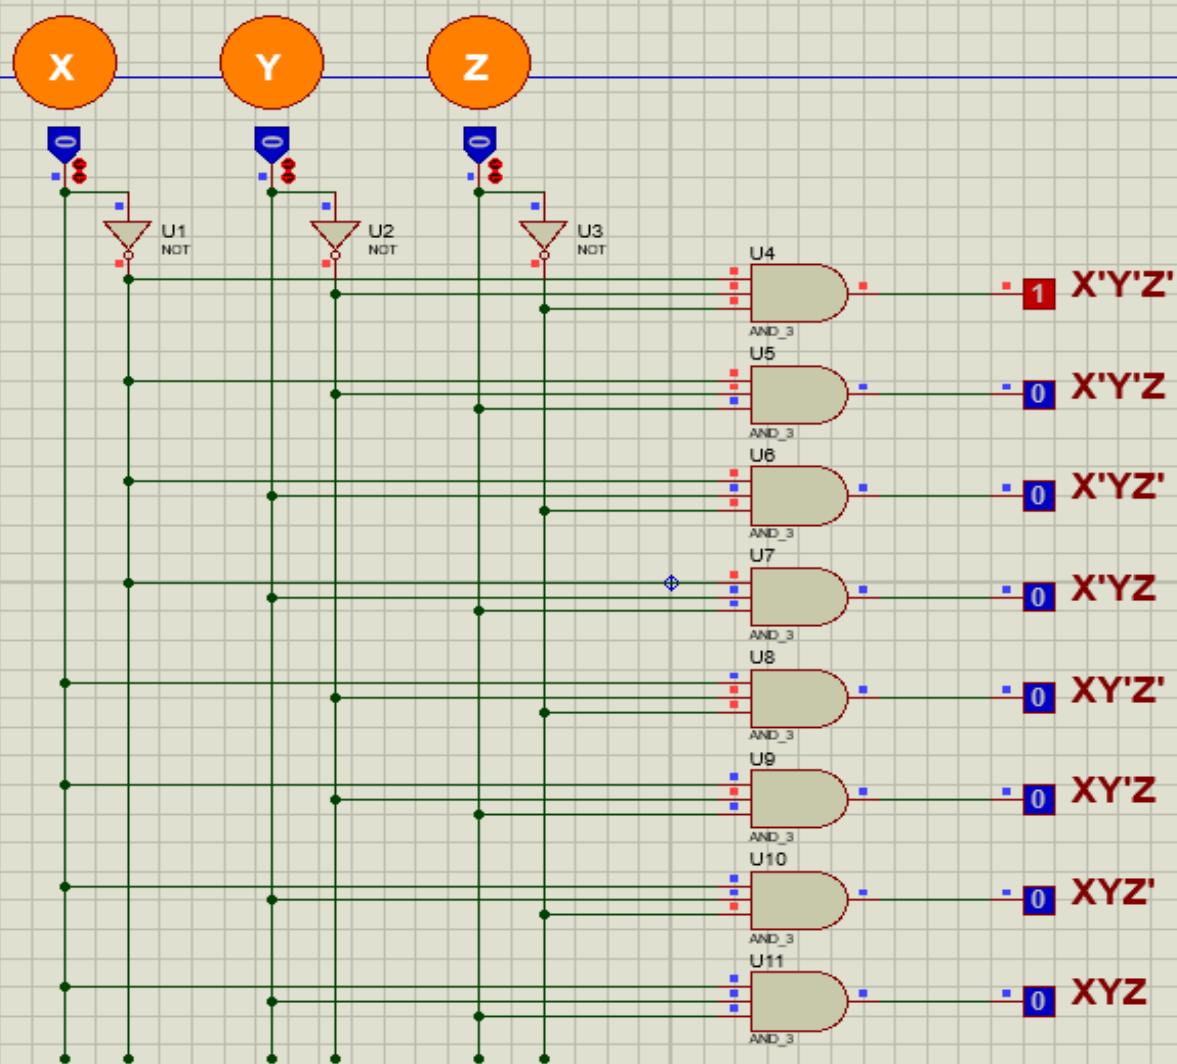 X Y Z
0 0 0
U1 U2 U3
NOT NOT NOT
U4
1 X'Y'Z'
AND_3
U5
0 X'Y'Z
AND_3
U6
0 X'YZ'
AND_3
U7
0 X'YZ
AND_3
U8
0 XY'Z'
AND_3
U9
0 XY'Z
AND_3
U10
0 XYZ'
AND_3
U11
0 XYZ
AND_3